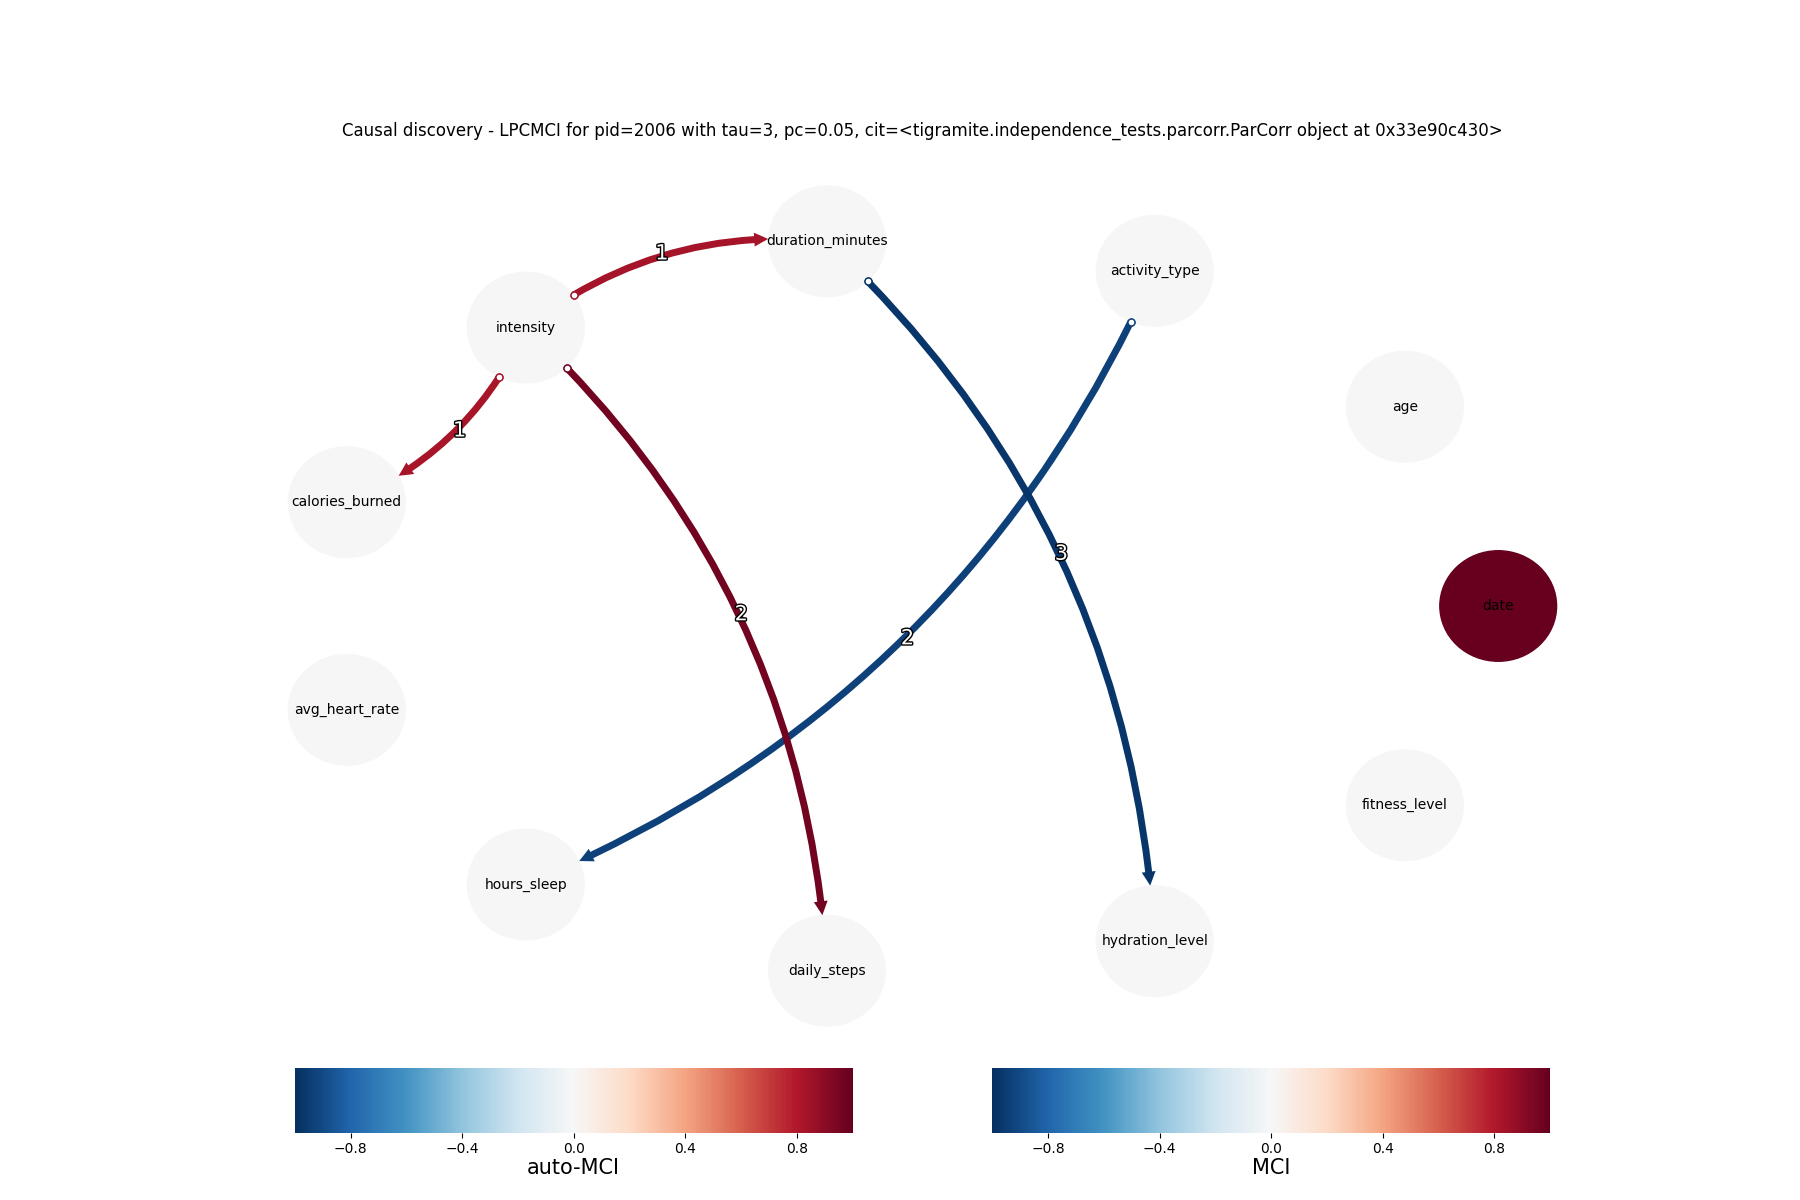 Causal discovery - LPCMCI for pid=2006 with tau=3, pc=0.05, cit=<tigramite.independence_tests.parcorr.ParCorr object at 0x33e90c430>
duration_minutes
1
activity_type
intensity
age
1
calories_burned
3
date
2
2
avg_heart_rate
fitness_level
hours_sleep
hydration_level
daily_steps
−0.8 −0.4 0.0 0.4 0.8
auto-MCI
−0.8 −0.4 0.0 0.4 0.8
MCI